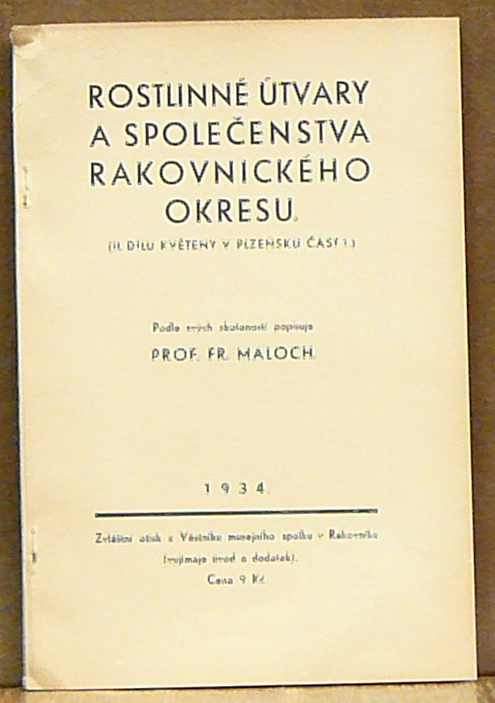 ROSTLINNÉ ÚTVARY
A SPOLEČENSTVA
RAKOVNICKÉHO
OKRESU.
(II. DÍLU KVĚTENY V PLZEŇSKU ČÁST I.)
Podle svých zkušeností popisuje
PROF. FR. MALOCH.
1934.
Zvláštní otisk z Věstníku musejního spolku v Rakovníku
(vyjímaje úvod a dodatek).
Cena 9 Kč.